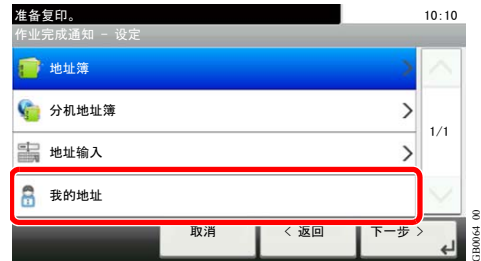 准备复印。 10:10
作业完成通知 - 设定
地址簿
分机地址簿
1/1
地址输入
我的地址
取消 < 返回 下一步 >
GB0064_00